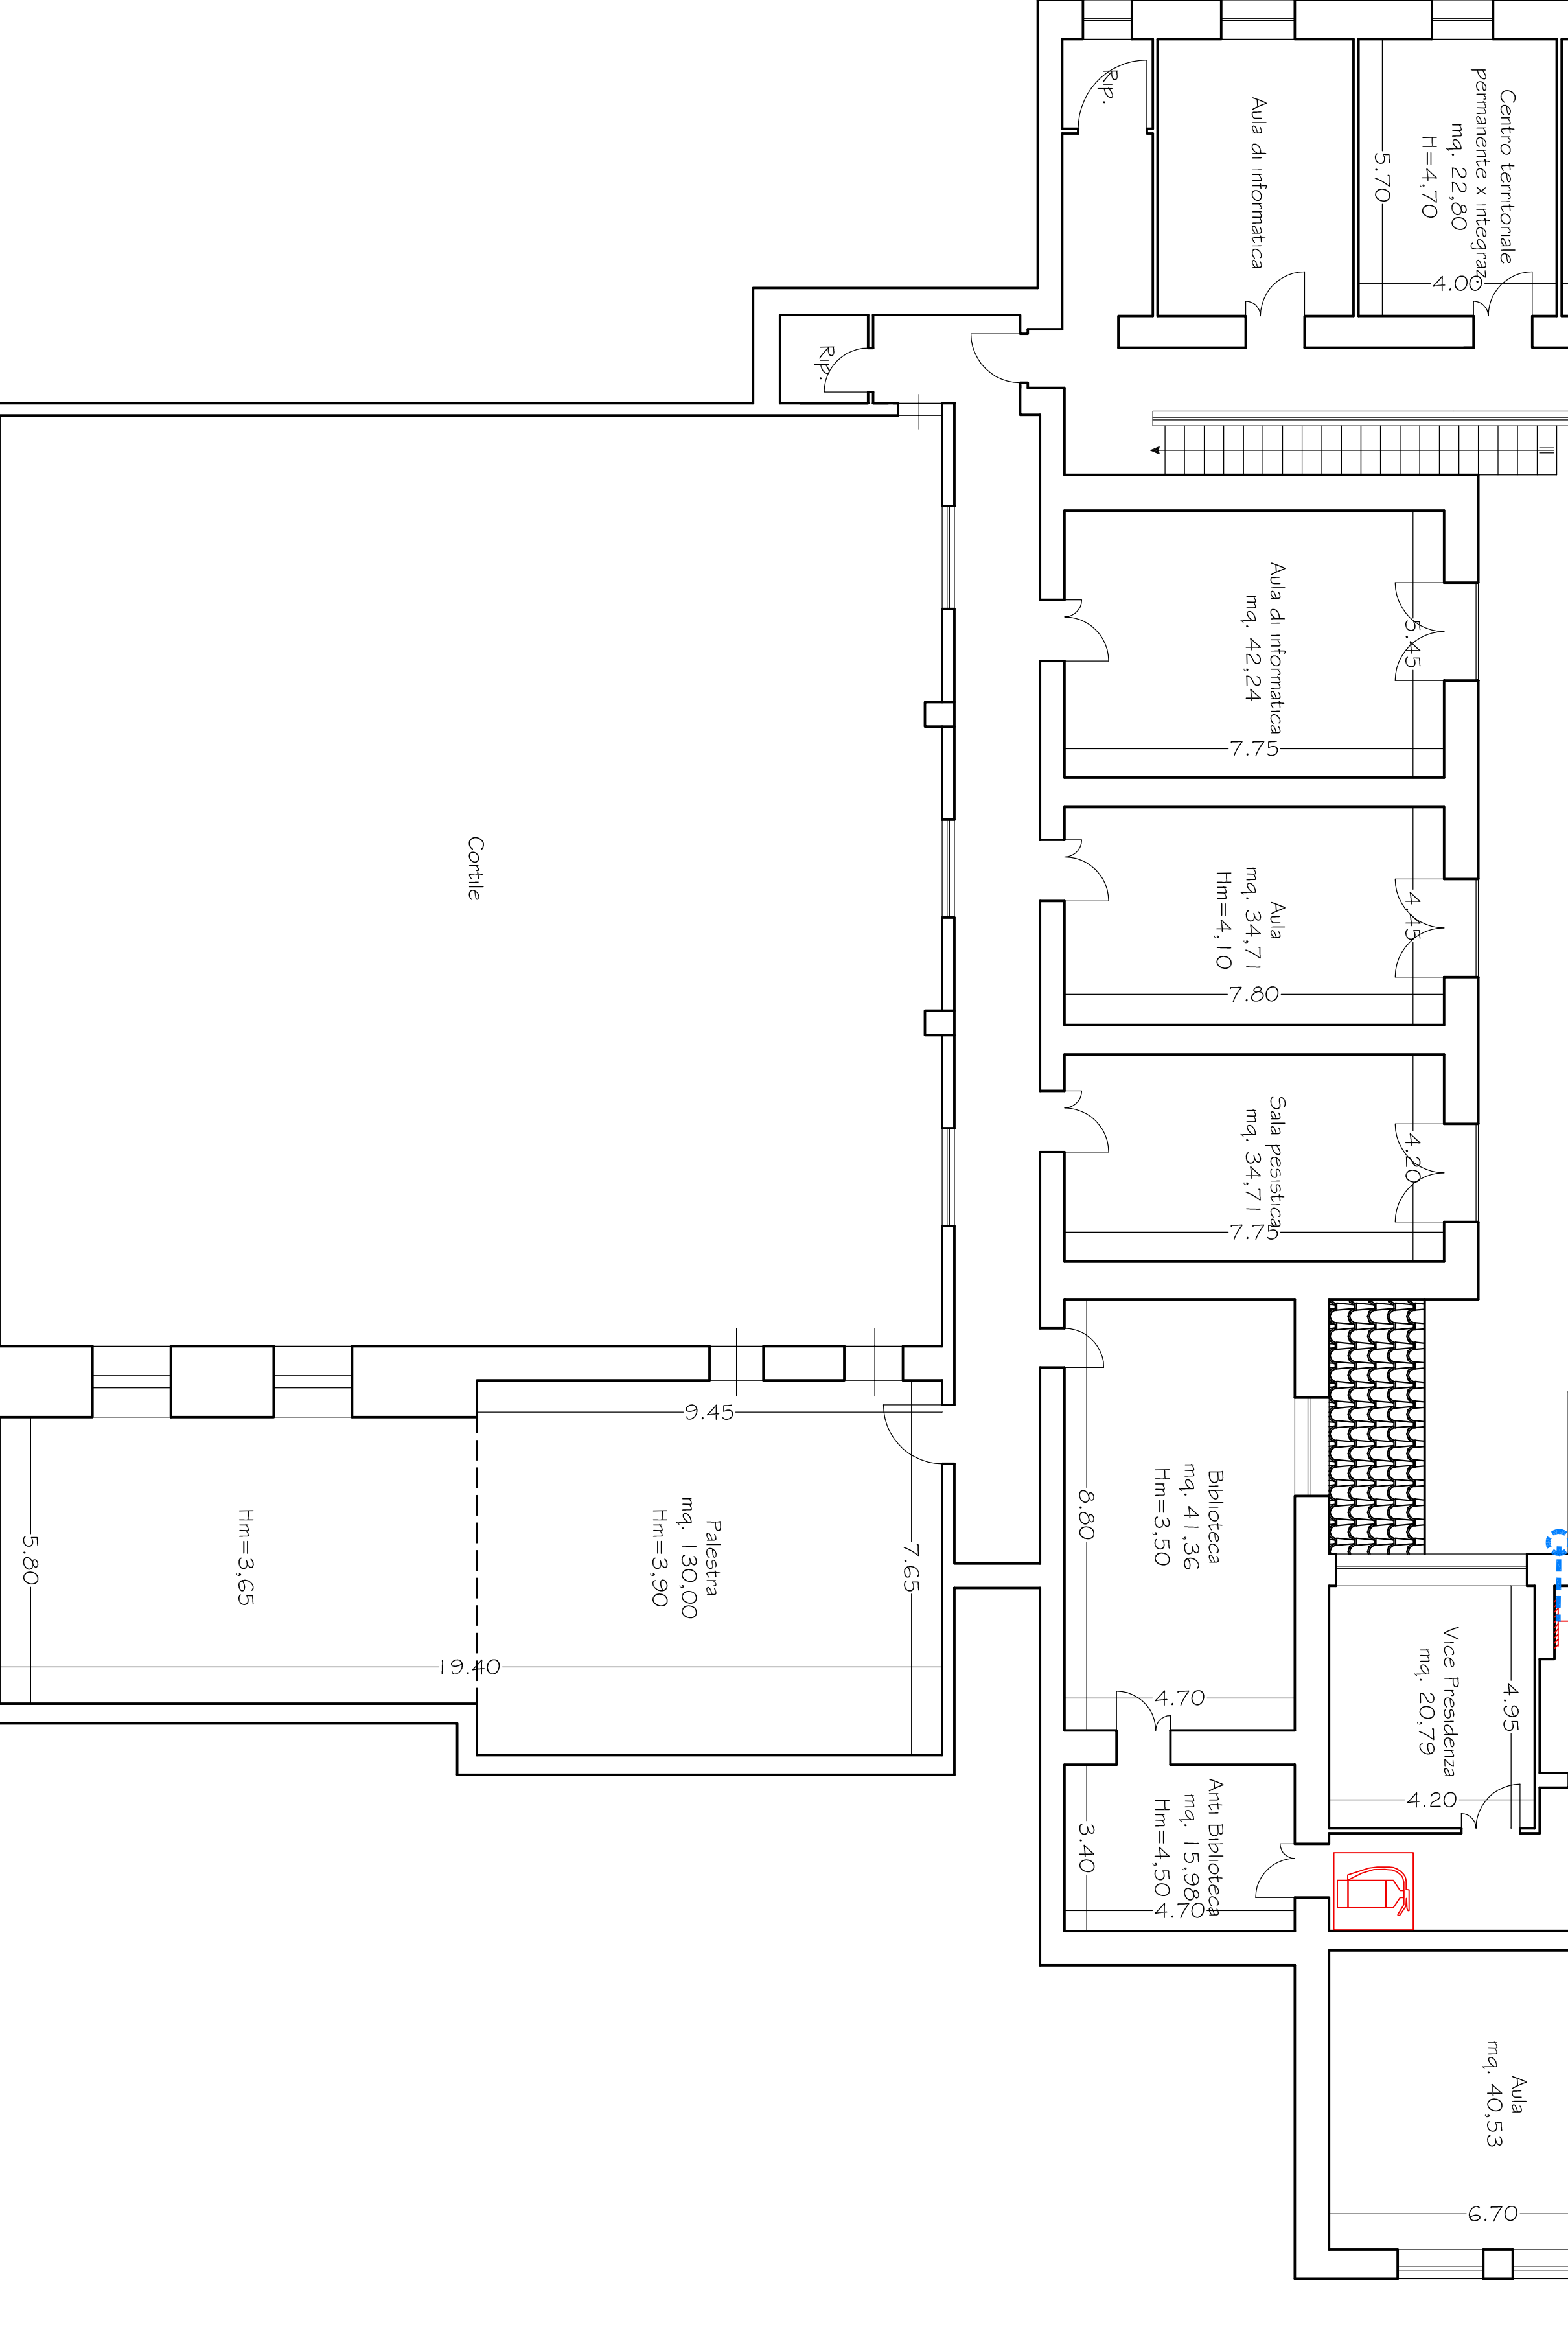 Rip.
Aula di informatica
Centro territoriale
permanente x integraz.
mq. 22,80
H=4,70
5.70
4.00
Rip.
Aula di informatica
mq. 42,24
5.45
7.75
Cortile
Aula
mq. 34,71
Hm=4,10
4.45
7.80
Sala pesistica
mq. 34,71
4.20
7.75
Biblioteca
mq. 41,36
Hm=3,50
8.80
4.70
Palestra
mq. 130,00
Hm=3,90
9.45
7.65
19.40
Hm=3,65
5.80
Vice Presidenza
mq. 20,79
4.95
4.20
Anti Biblioteca
mq. 15,98
Hm=4,50
3.40
4.70
Aula
mq. 40,53
6.70